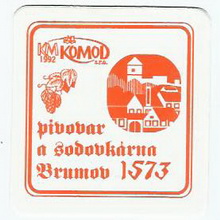 KM KOMOD
1992 s.r.o.
pivovar
a sodovkárna
Brumov 1573